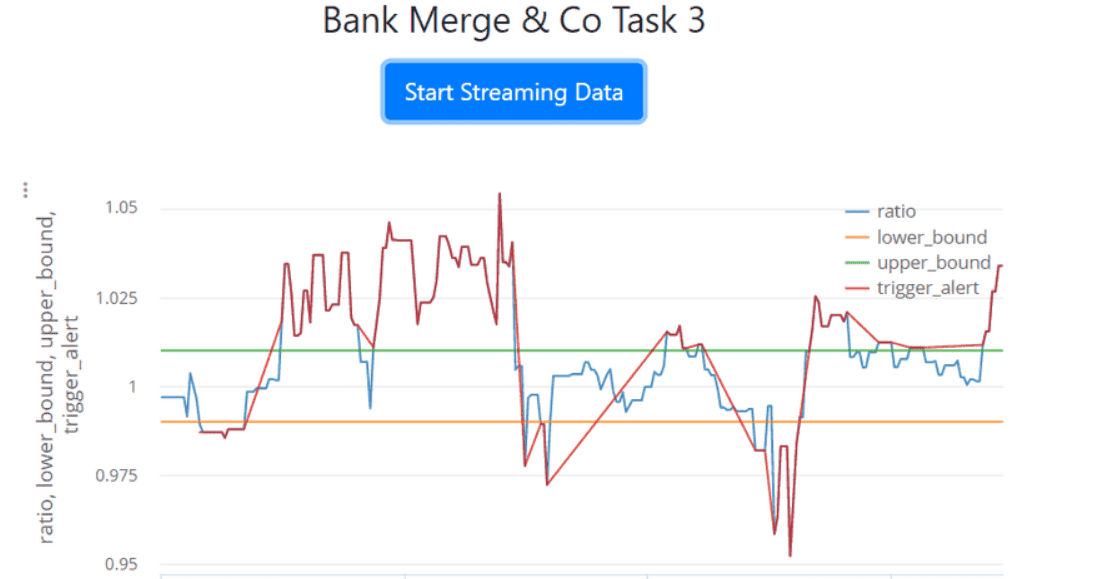 Bank Merge & Co Task 3
Start Streaming Data
ratio, lower_bound, upper_bound,
trigger_alert
1.05
1.025
1
0.975
0.95
ratio
lower_bound
upper_bound
trigger_alert